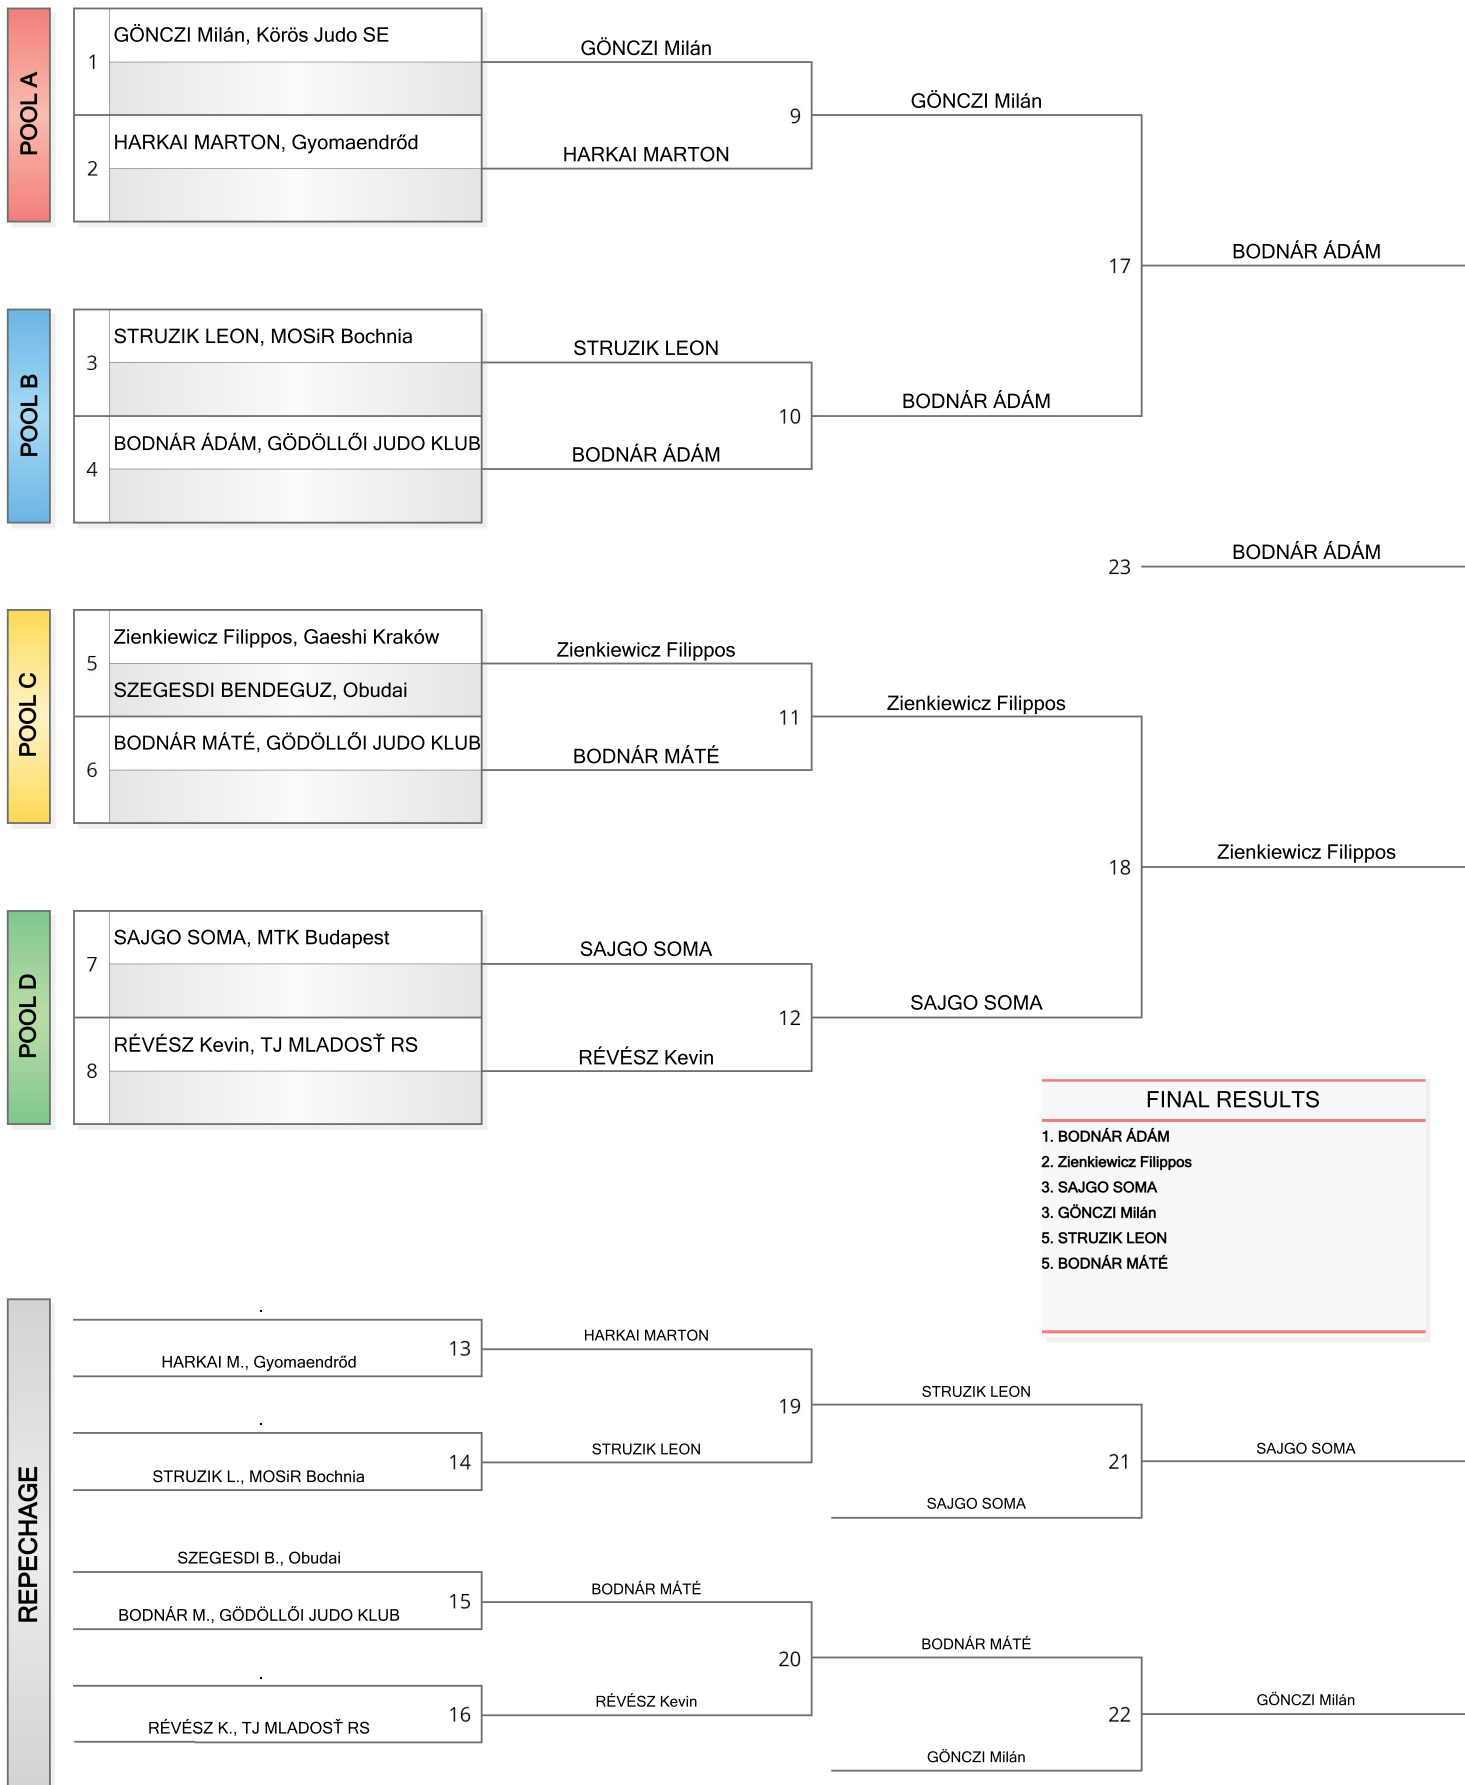 POOL A
1
GÖNCZI Milán, Körös Judo SE
2
HARKAI MARTON, Gyomaendrőd
GÖNCZI Milán
HARKAI MARTON
9
GÖNCZI Milán
POOL B
3
STRUZIK LEON, MOSiR Bochnia
4
BODNÁR ÁDÁM, GÖDÖLLŐI JUDO KLUB
STRUZIK LEON
BODNÁR ÁDÁM
10
BODNÁR ÁDÁM
17
BODNÁR ÁDÁM
23
BODNÁR ÁDÁM
POOL C
5
Zienkiewicz Filippos, Gaeshi Kraków
SZEGESDI BENDEGUZ, Obudai
6
BODNÁR MÁTÉ, GÖDÖLLŐI JUDO KLUB
Zienkiewicz Filippos
BODNÁR MÁTÉ
11
Zienkiewicz Filippos
POOL D
7
SAJGO SOMA, MTK Budapest
8
RÉVÉSZ Kevin, TJ MLADOSŤ RS
SAJGO SOMA
RÉVÉSZ Kevin
12
SAJGO SOMA
18
Zienkiewicz Filippos
FINAL RESULTS
1. BODNÁR ÁDÁM
2. Zienkiewicz Filippos
3. SAJGO SOMA
3. GÖNCZI Milán
5. STRUZIK LEON
5. BODNÁR MÁTÉ
REPECHAGE
.
HARKAI M., Gyomaendrőd
13
HARKAI MARTON
.
STRUZIK L., MOSiR Bochnia
14
STRUZIK LEON
19
STRUZIK LEON
SAJGO SOMA
21
SAJGO SOMA
SZEGESDI B., Obudai
BODNÁR M., GÖDÖLLŐI JUDO KLUB
15
BODNÁR MÁTÉ
.
RÉVÉSZ K., TJ MLADOSŤ RS
16
RÉVÉSZ Kevin
20
BODNÁR MÁTÉ
GÖNCZI Milán
22
GÖNCZI Milán